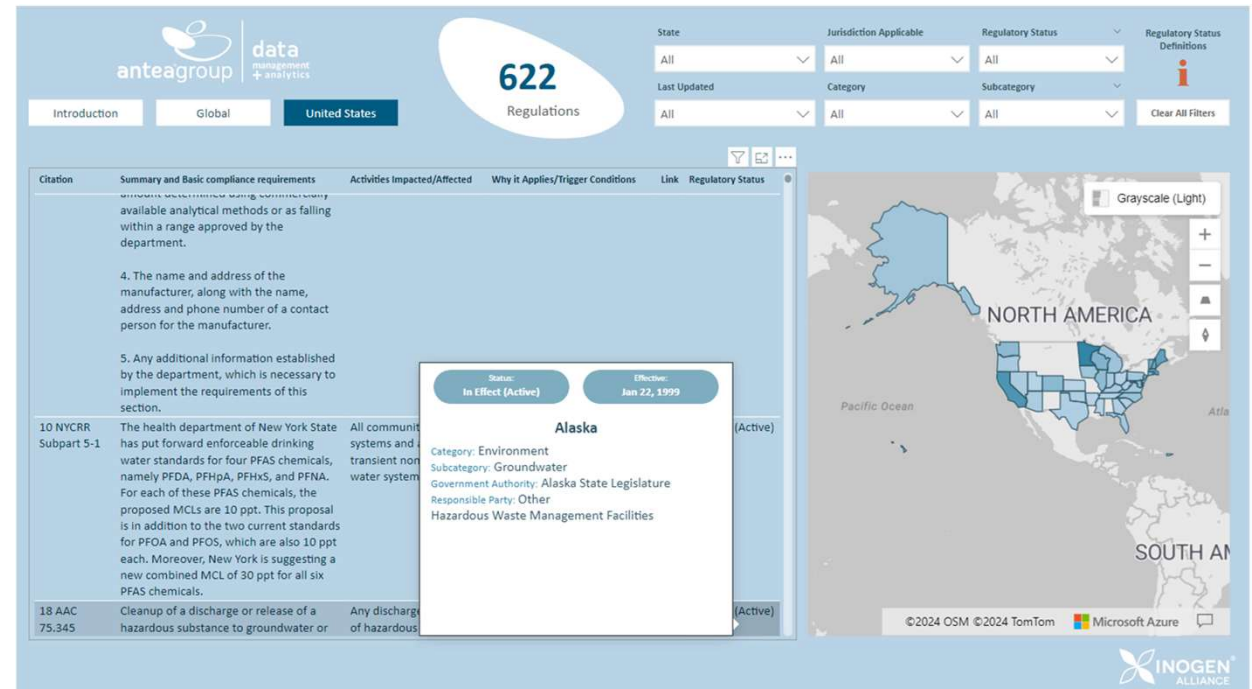 anteagroup
data
management
+ analytics
622
Regulations
State
All
Jurisdiction Applicable
All
Regulatory Status
All
Regulatory Status
Definitions
i
Last Updated
All
Category
All
Subcategory
All
Clear All Filters
Introduction
Global
United States
Citation
Summary and Basic compliance requirements
Activities Impacted/Affected
Why it Applies/Trigger Conditions
Link
Regulatory Status
amount determined using commercially
available analytical methods or as falling
within a range approved by the
department.
4. The name and address of the
manufacturer, along with the name,
address and phone number of a contact
person for the manufacturer.
5. Any additional information established
by the department, which is necessary to
implement the requirements of this
section.
10 NYCRR
Subpart 5-1
The health department of New York State
has put forward enforceable drinking
water standards for four PFAS chemicals,
namely PFDA, PFHpA, PFHxS, and PFNA.
For each of these PFAS chemicals, the
proposed MCLs are 10 ppt. This proposal
is in addition to the two current standards
for PFOA and PFOS, which are also 10 ppt
each. Moreover, New York is suggesting a
new combined MCL of 30 ppt for all six
PFAS chemicals.
All communit
systems and
transient non
water system
(Active)
18 AAC
75.345
Cleanup of a discharge or release of a
hazardous substance to groundwater or
Any discharge
of hazardous
(Active)
Status:
In Effect (Active)
Effective:
Jan 22, 1999
Alaska
Category: Environment
Subcategory: Groundwater
Government Authority: Alaska State Legislature
Responsible Party: Other
Hazardous Waste Management Facilities
Grayscale (Light)
NORTH AMERICA
Pacific Ocean
Atla
SOUTH AM
©2024 OSM ©2024 TomTom
Microsoft Azure
INOGEN
ALLIANCE